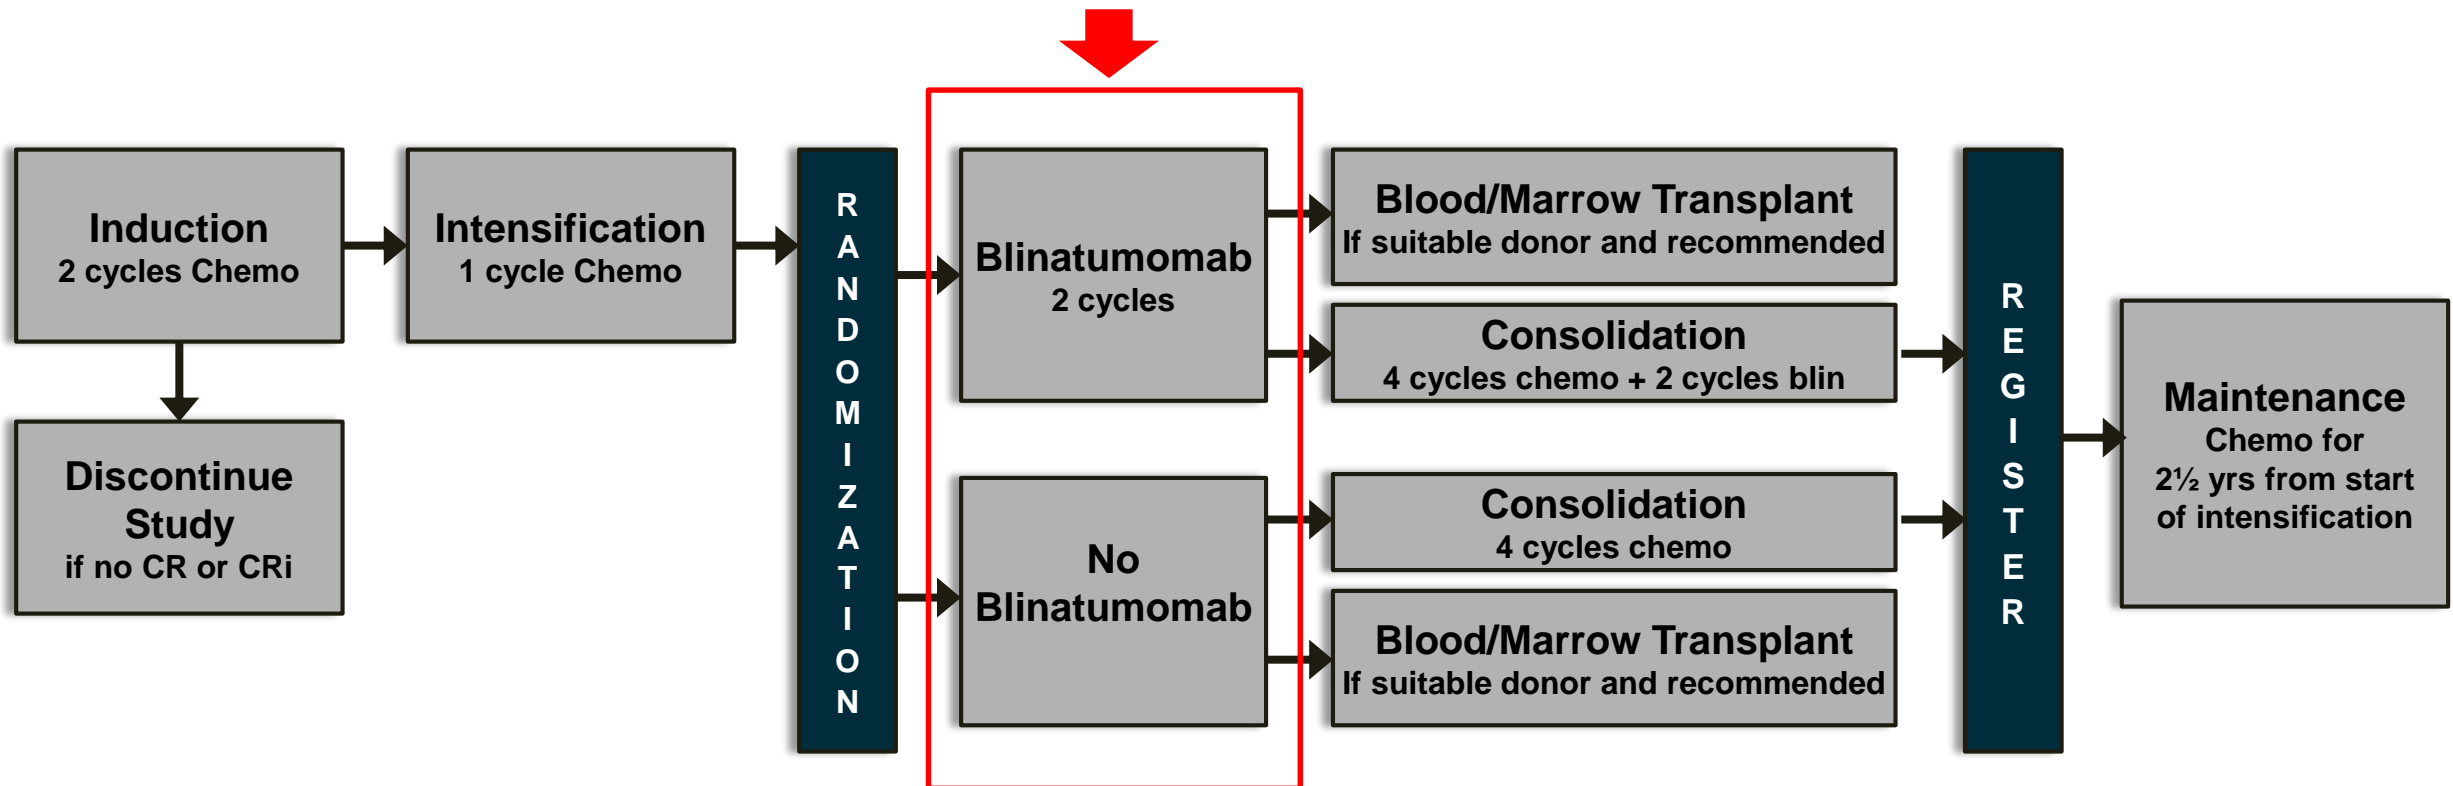 Induction
2 cycles Chemo
Discontinue
Study
if no CR or CRi
Intensification
1 cycle Chemo
RANDOMIZATION
Blinatumomab
2 cycles
No
Blinatumomab
Blood/Marrow Transplant
If suitable donor and recommended
Consolidation
4 cycles chemo + 2 cycles blin
Consolidation
4 cycles chemo
Blood/Marrow Transplant
If suitable donor and recommended
REGISTER
Maintenance
Chemo for
2½ yrs from start
of intensification